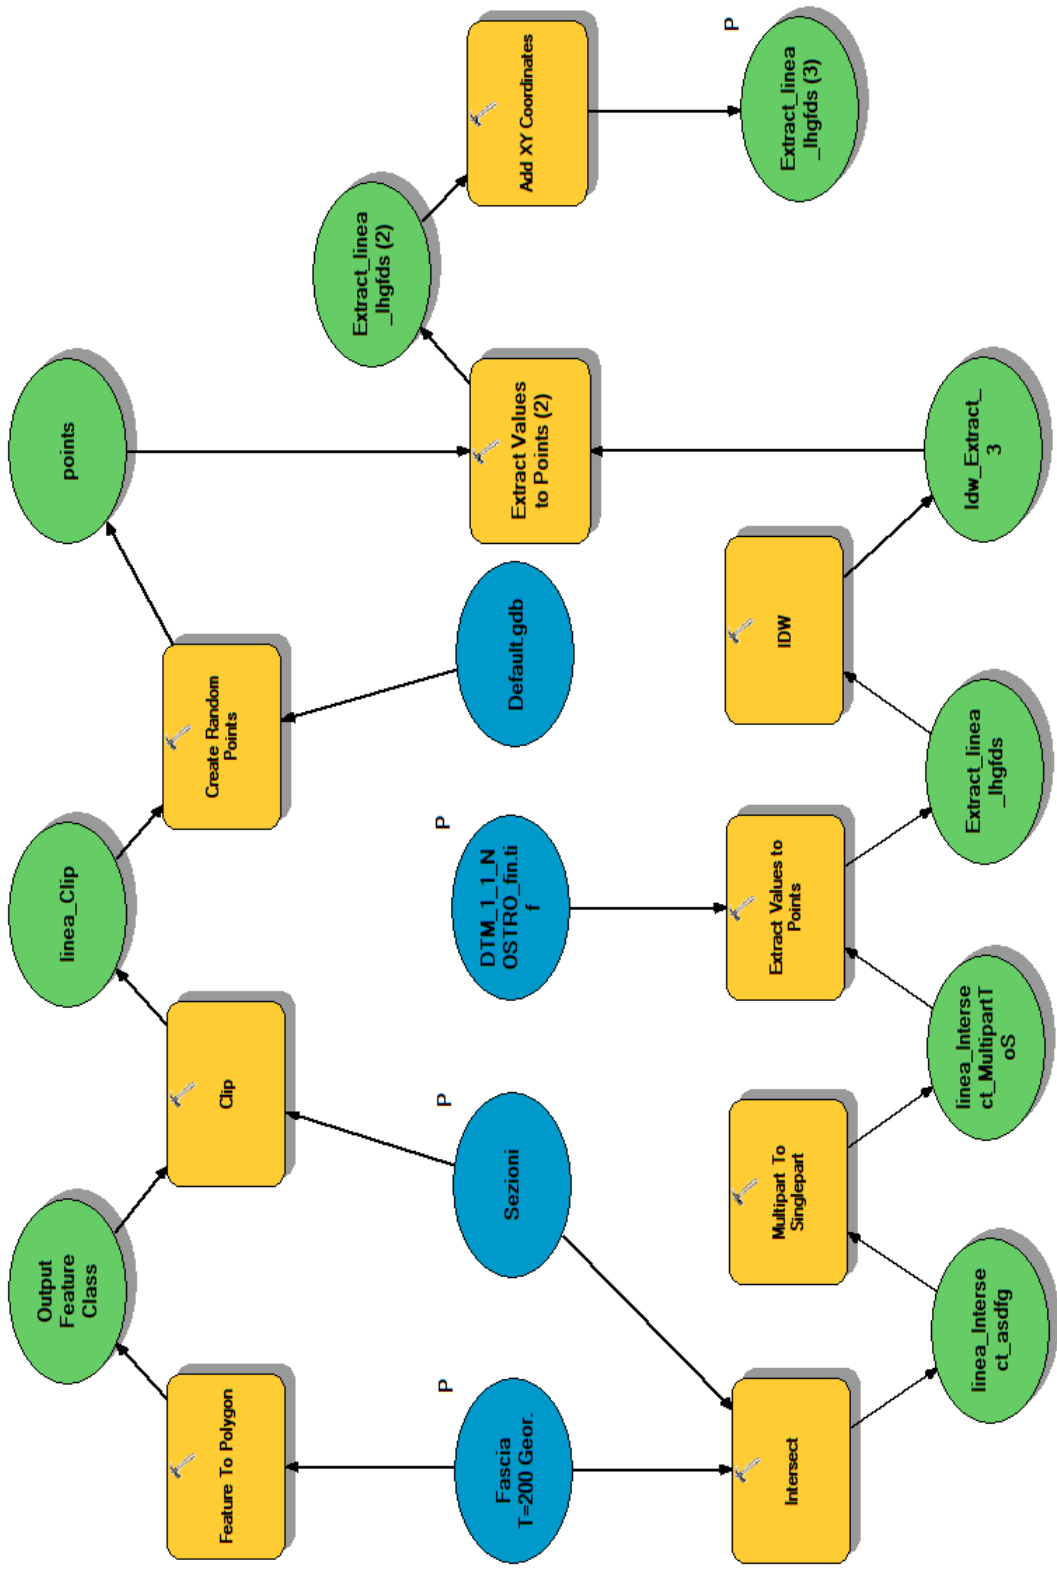 Output
Feature
Class
linea_Clip
points
Feature To Polygon
Clip
Create Random
Points
Extract_linea
_lhgfds (2)
P
Fascia
T=200 Geor.
P
Sezioni
P
DTM_1_1_N
OSTRO_fin.ti
f
Default.gdb
Extract Values
to Points (2)
Add XY Coordinates
Intersect
Multipart To
Singlepart
Extract Values to
Points
IDW
P
Extract_linea
_lhgfds (3)
linea_Interse
ct_asdfg
linea_Interse
ct_MultipartT
oS
Extract_linea
_lhgfds
Idw_Extract_
3